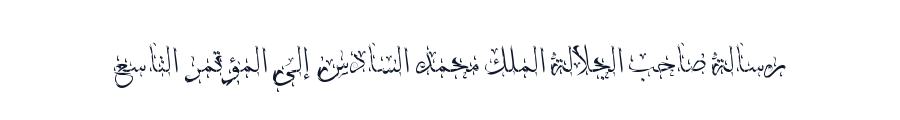 رسالة صاحب الجلالة الملك محمد السادس إلى المؤتمر التاسع